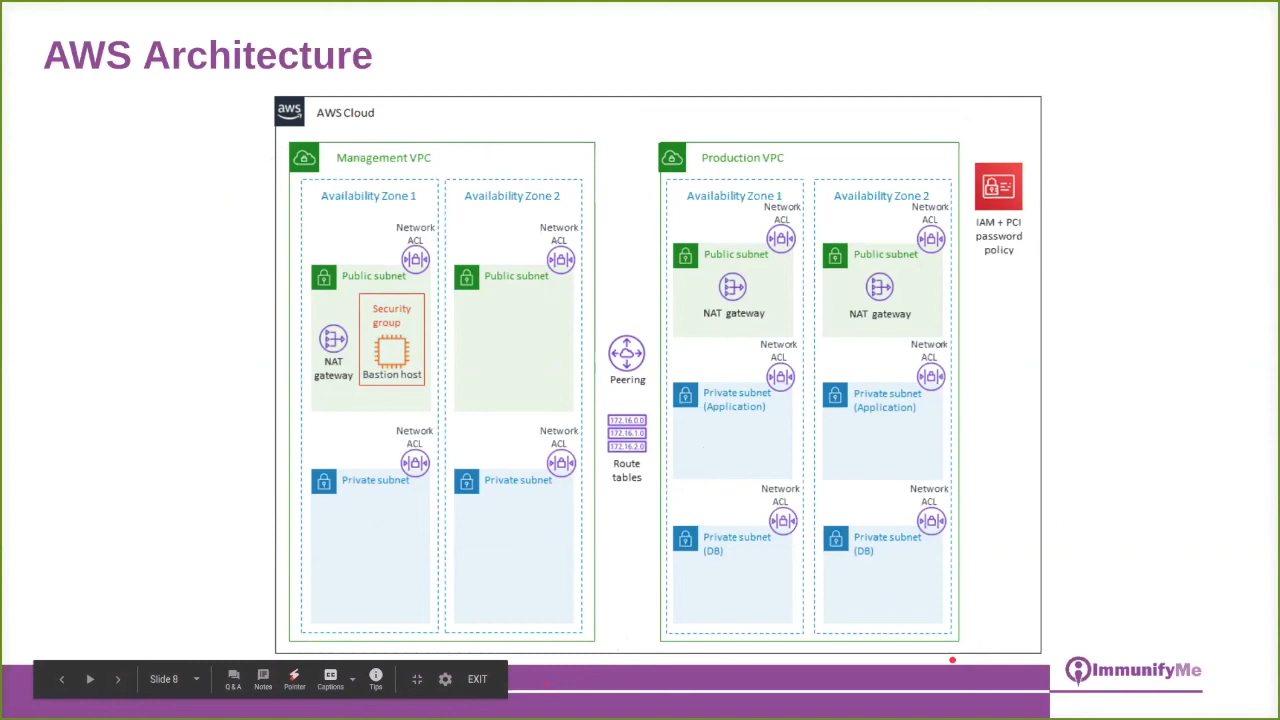 AWS Architecture
aws
AWS Cloud
Management VPC
Availability Zone 1
Network
ACL
Public subnet
Security
group
NAT
gateway
Bastion host
Network
ACL
Private subnet
Availability Zone 2
Network
ACL
Public subnet
Network
ACL
Private subnet
Peering
172.16.0.0
172.16.1.0
172.16.2.0
Route
tables
Production VPC
Availability Zone 1
Network
ACL
Public subnet
NAT gateway
Network
ACL
Private subnet
(Application)
Network
ACL
Private subnet
(DB)
Availability Zone 2
Network
ACL
Public subnet
NAT gateway
Network
ACL
Private subnet
(Application)
Network
ACL
Private subnet
(DB)
IAM + PCI
password
policy
Slide 8
Q & A
Notes
Pointer
CC
Captions
Tips
EXIT
ImmunifyMe